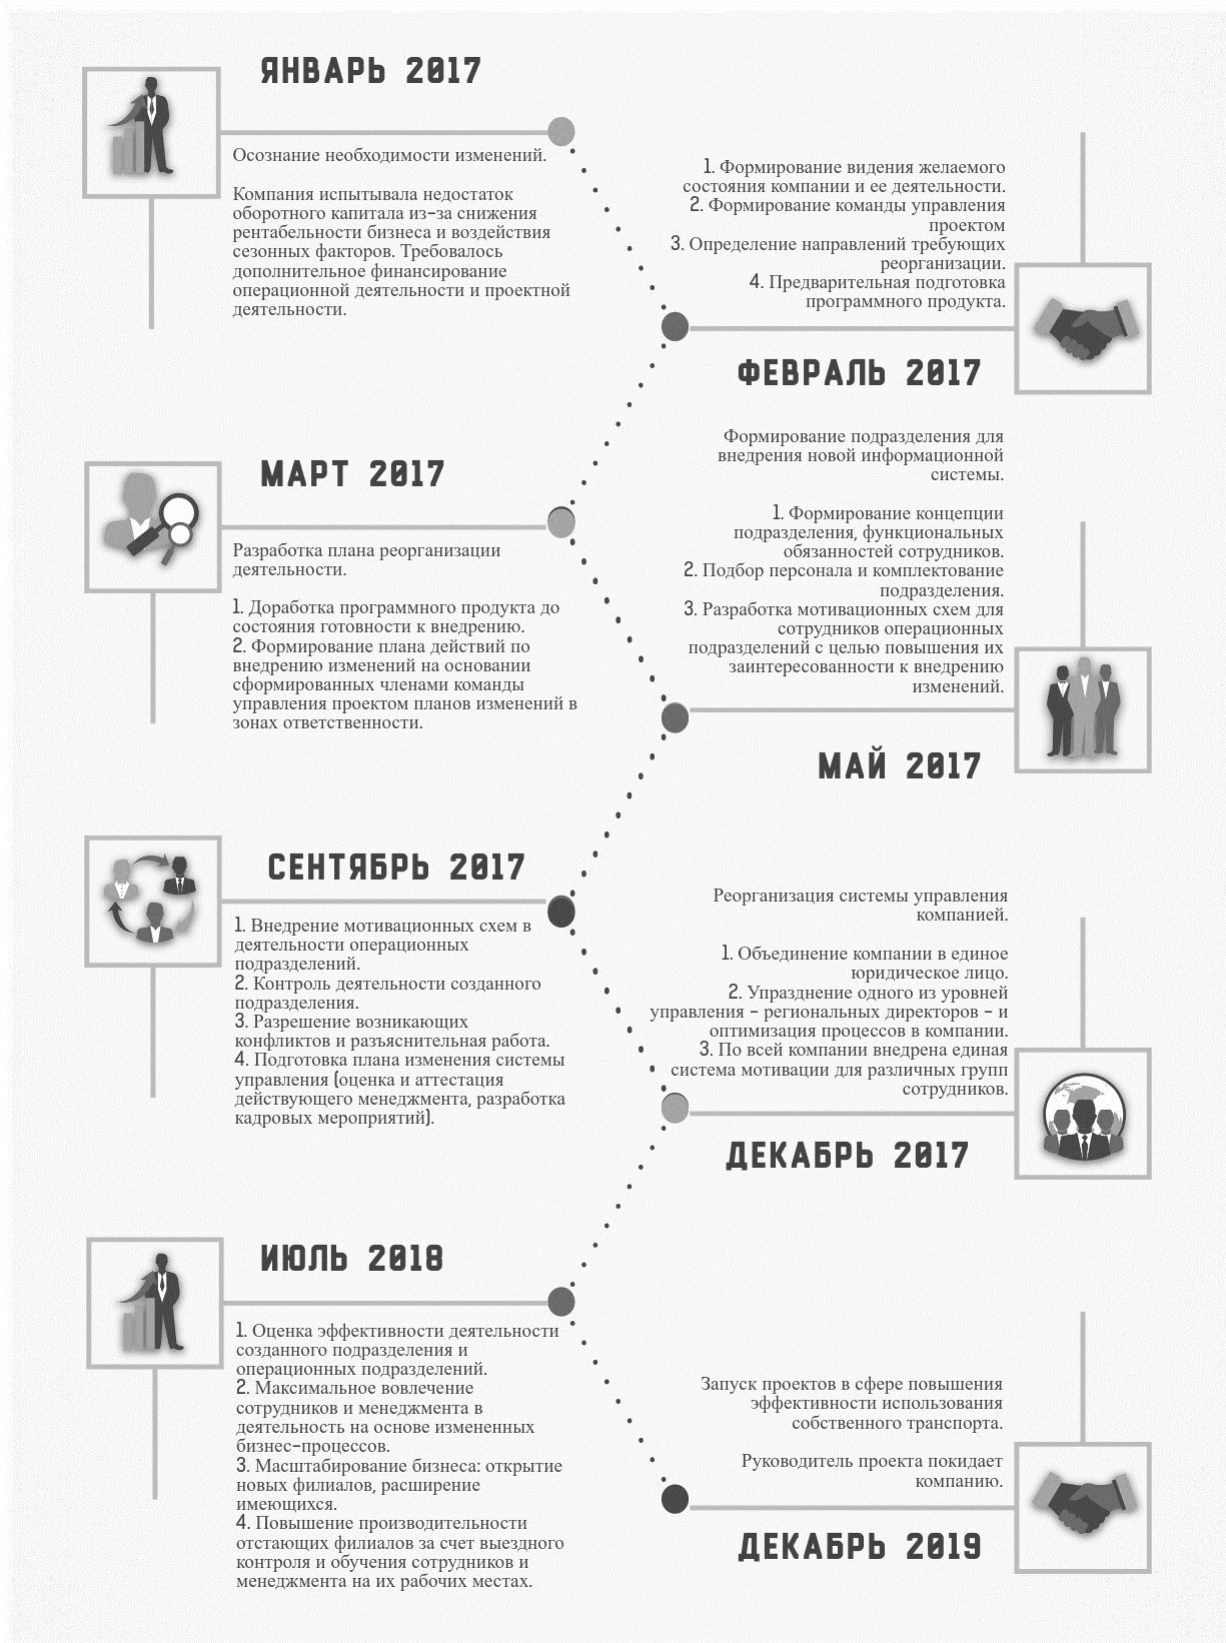 ЯНВАРЬ 2017
Осознание необходимости изменений.
Компания испытывала недостаток
оборотного капитала из-за снижения
рентабельности бизнеса и воздействия
сезонных факторов. Требовалось
дополнительное финансирование
операционной деятельности и проектной
деятельности.
1. Формирование видения желаемого
состояния компании и ее деятельности.
2. Формирование команды управления
проектом
3. Определение направлений требующих
реорганизации.
4. Предварительная подготовка
программного продукта.
ФЕВРАЛЬ 2017
МАРТ 2017
Разработка плана реорганизации
деятельности.
1. Доработка программного продукта до
состояния готовности к внедрению.
2. Формирование плана действий по
внедрению изменений на основании
сформированных членами команды
управления проектом планов изменений в
зонах ответственности.
Формирование подразделения для
внедрения новой информационной
системы.
1. Формирование концепции
подразделения, функциональных
обязанностей сотрудников.
2. Подбор персонала и комплектование
подразделения.
3. Разработка мотивационных схем для
сотрудников операционных
подразделений с целью повышения их
заинтересованности к внедрению
изменений.
МАЙ 2017
СЕНТЯБРЬ 2017
1. Внедрение мотивационных схем в
деятельности операционных
подразделений.
2. Контроль деятельности созданного
подразделения.
3. Разрешение возникающих
конфликтов и разъяснительная работа.
4. Подготовка плана изменения системы
управления (оценка и аттестация
действующего менеджмента, разработка
кадровых мероприятий).
Реорганизация системы управления
компанией.
1. Объединение компании в единое
юридическое лицо.
2. Упразднение одного из уровней
управления - региональных директоров - и
оптимизация процессов в компании.
3. По всей компании внедрена единая
система мотивации для различных групп
сотрудников.
ДЕКАБРЬ 2017
ИЮЛЬ 2018
1. Оценка эффективности деятельности
созданного подразделения и
операционных подразделений.
2. Максимальное вовлечение
сотрудников и менеджмента в
деятельность на основе измененных
бизнес-процессов.
3. Масштабирование бизнеса: открытие
новых филиалов, расширение
имеющихся.
4. Повышение производительности
отстающих филиалов за счет выездного
контроля и обучения сотрудников и
менеджмента на их рабочих местах.
Запуск проектов в сфере повышения
эффективности использования
собственного транспорта.
Руководитель проекта покидает
компанию.
ДЕКАБРЬ 2019